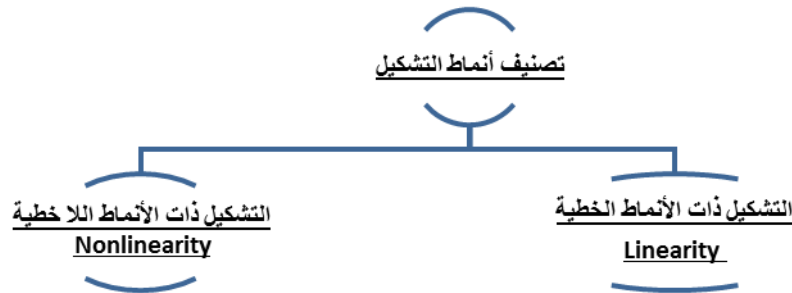 تصنيف أنماط التشكيل
التشكيل ذات الأنماط الخطية
Linearity
التشكيل ذات الأنماط اللا خطية
Nonlinearity